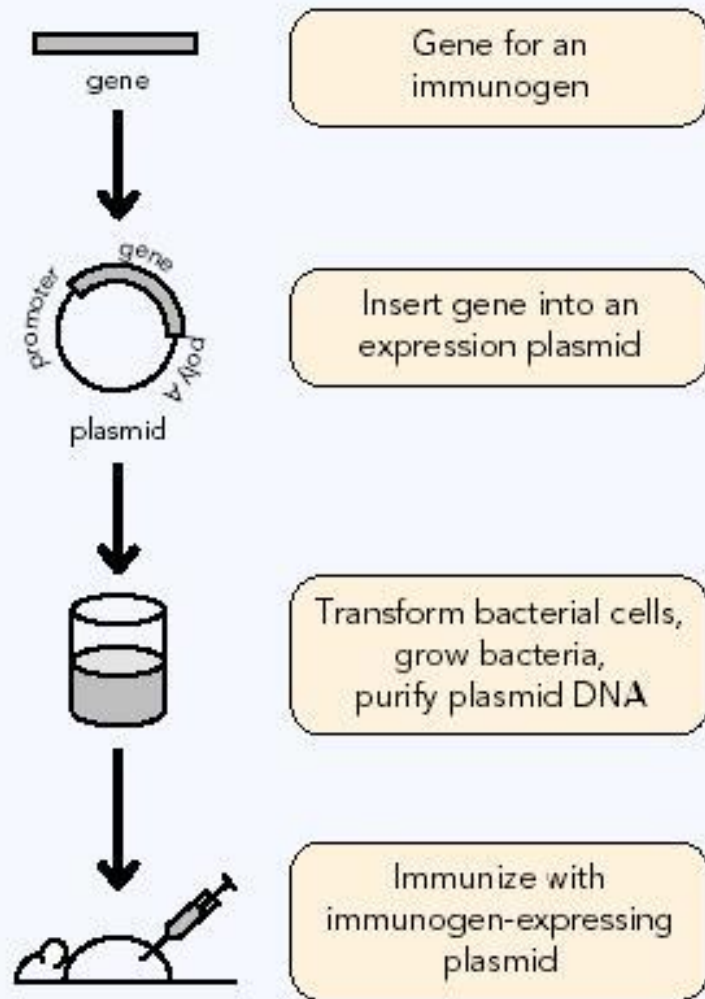 gene
Gene for an
immunogen
promoter
gene
poly A
plasmid
Insert gene into an
expression plasmid
Transform bacterial cells,
grow bacteria,
purify plasmid DNA
Immunize with
immunogen-expressing
plasmid